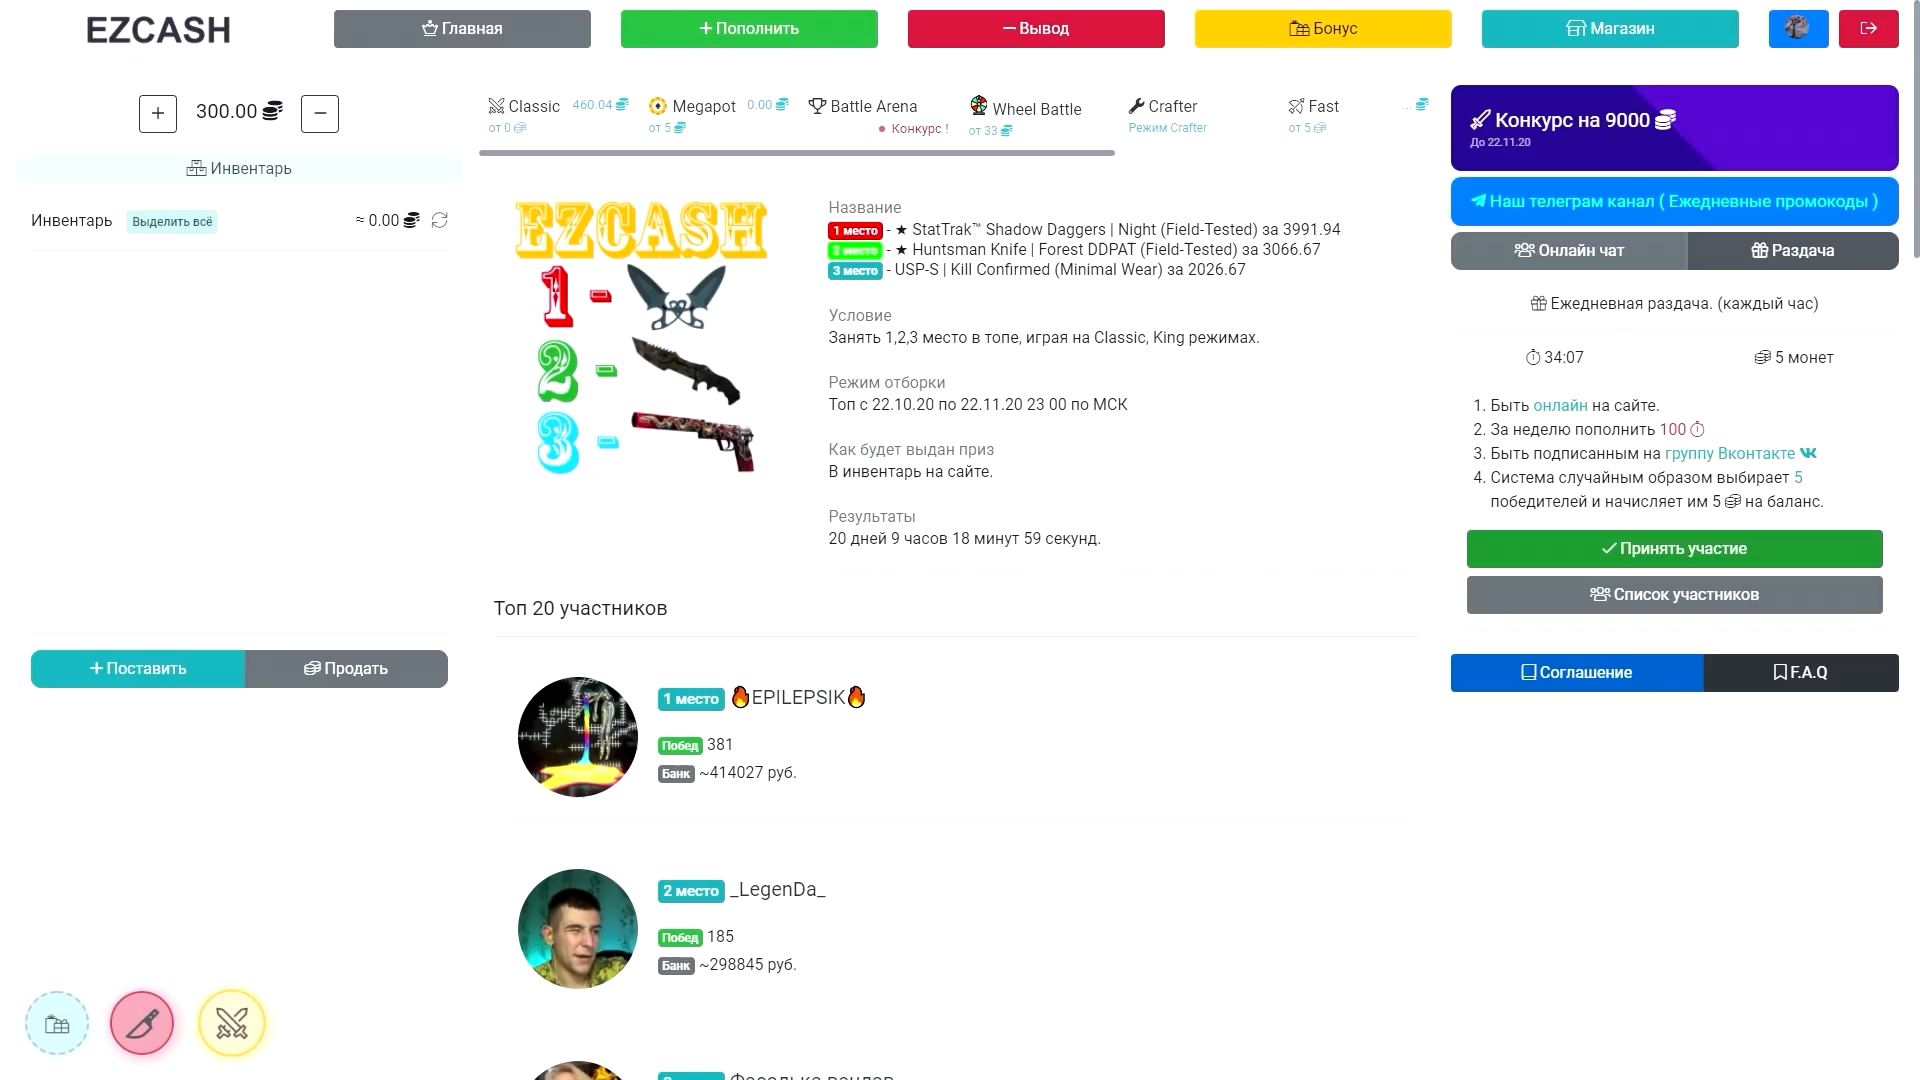 EZCASH
Главная
Пополнить
Вывод
Бонус
Магазин
300.00
Инвентарь
Инвентарь Выделить всё ≈ 0.00
Поставить
Продать
Classic 460.04
от 0
Megapot 0.00
от 5
Battle Arena
Конкурс !
Wheel Battle
от 33
Crafter
Режим Crafter
Fast ...
от 5
EZCASH
1 -
2 -
3 -
Название
1 место - ★ StatTrak™ Shadow Daggers | Night (Field-Tested) за 3991.94
2 место - ★ Huntsman Knife | Forest DDPAT (Field-Tested) за 3066.67
3 место - USP-S | Kill Confirmed (Minimal Wear) за 2026.67
Условие
Занять 1,2,3 место в топе, играя на Classic, King режимах.
Режим отборки
Топ с 22.10.20 по 22.11.20 23 00 по МСК
Как будет выдан приз
В инвентарь на сайте.
Результаты
20 дней 9 часов 18 минут 59 секунд.
Топ 20 участников
1 место 🔥EPILEPSIK🔥
Побед 381
Банк ~414027 руб.
2 место _LegenDa_
Побед 185
Банк ~298845 руб.
Конкурс на 9000
До 22.11.20
Наш телеграм канал ( Ежедневные промокоды )
Онлайн чат
Раздача
Ежедневная раздача. (каждый час)
34:07
5 монет
1. Быть онлайн на сайте.
2. За неделю пополнить 100
3. Быть подписанным на группу Вконтакте
4. Система случайным образом выбирает 5
победителей и начисляет им 5 на баланс.
Принять участие
Список участников
Соглашение
F.A.Q